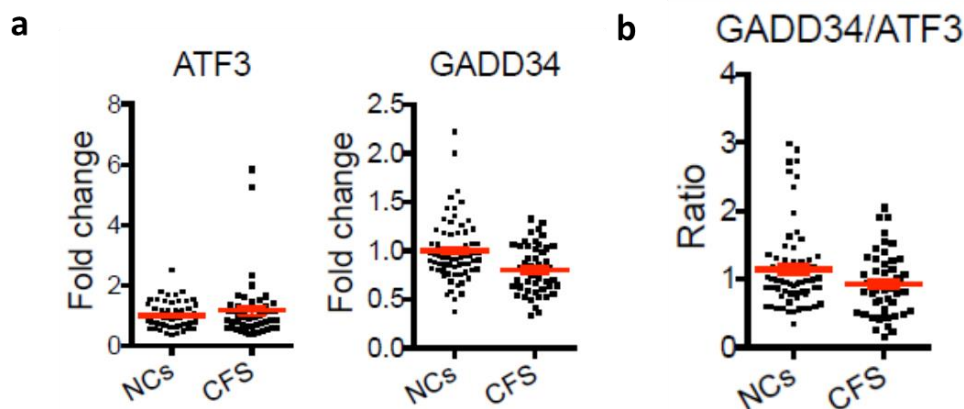 a
ATF3
Fold change
8
6
4
2
0
NCs
CFS
GADD34
Fold change
2.5
2.0
1.5
1.0
0.5
0.0
NCs
CFS
b
GADD34/ATF3
Ratio
4
3
2
1
0
NCs
CFS